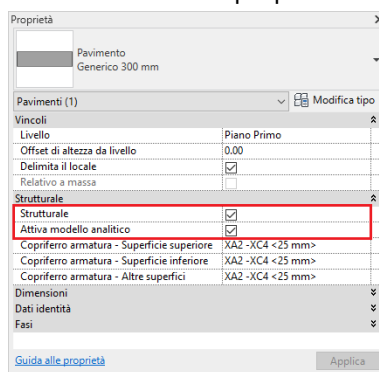 Proprietà
Pavimento
Generico 300 mm
Pavimenti (1) Modifica tipo
Vincoli
Livello Piano Primo
Offset di altezza da livello 0.00
Delimita il locale
Relativo a massa
Strutturale
Strutturale
Attiva modello analitico
Copriferro armatura - Superficie superiore XA2 -XC4 <25 mm>
Copriferro armatura - Superficie inferiore XA2 -XC4 <25 mm>
Copriferro armatura - Altre superfici XA2 -XC4 <25 mm>
Dimensioni
Dati identità
Fasi
Guida alle proprietà Applica